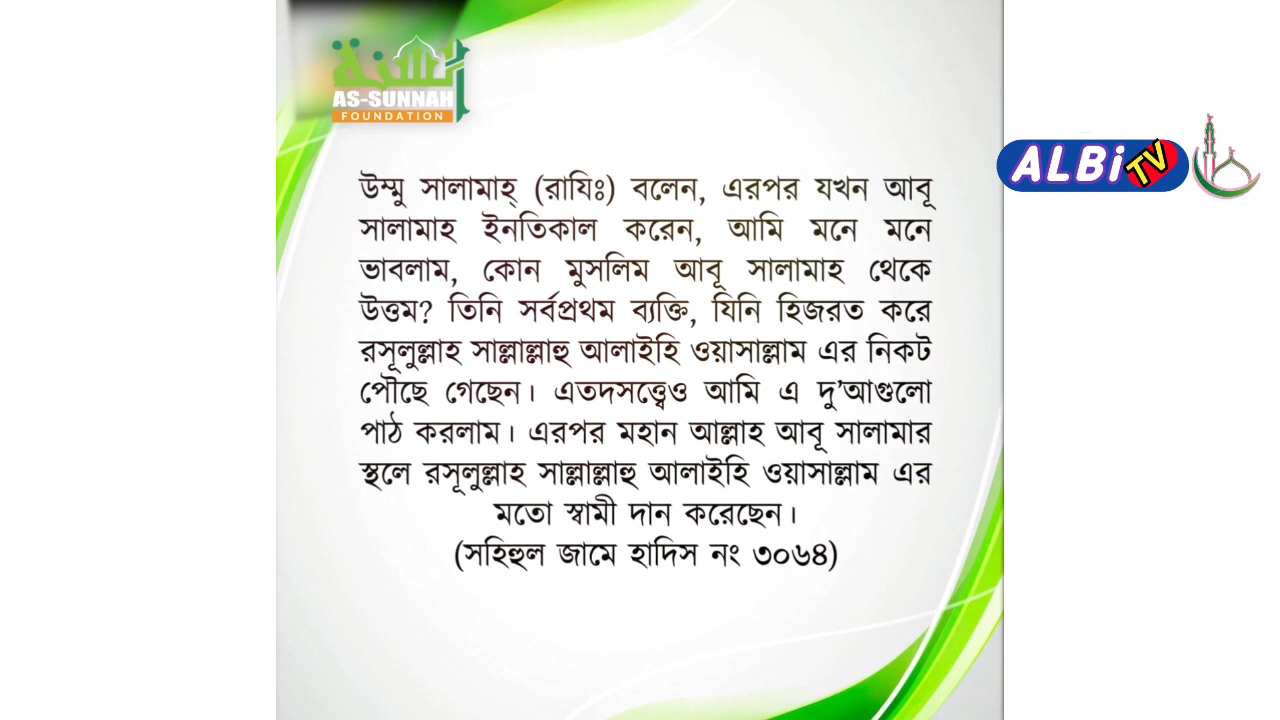 سنة
AS-SUNNAH
FOUNDATION
ALBi TV
উম্মু সালামাহ্ (রাযিঃ) বলেন, এরপর যখন আবূ
সালামাহ ইনতিকাল করেন, আমি মনে মনে
ভাবলাম, কোন মুসলিম আবূ সালামাহ থেকে
উত্তম? তিনি সর্বপ্রথম ব্যক্তি, যিনি হিজরত করে
রসূলুল্লাহ সাল্লাল্লাহু আলাইহি ওয়াসাল্লাম এর নিকট
পৌছে গেছেন। এতদসত্ত্বেও আমি এ দু’আগুলো
পাঠ করলাম। এরপর মহান আল্লাহ আবূ সালামার
স্থলে রসূলুল্লাহ সাল্লাল্লাহু আলাইহি ওয়াসাল্লাম এর
মতো স্বামী দান করেছেন।
(সহিহুল জামে হাদিস নং ৩০৬৪)